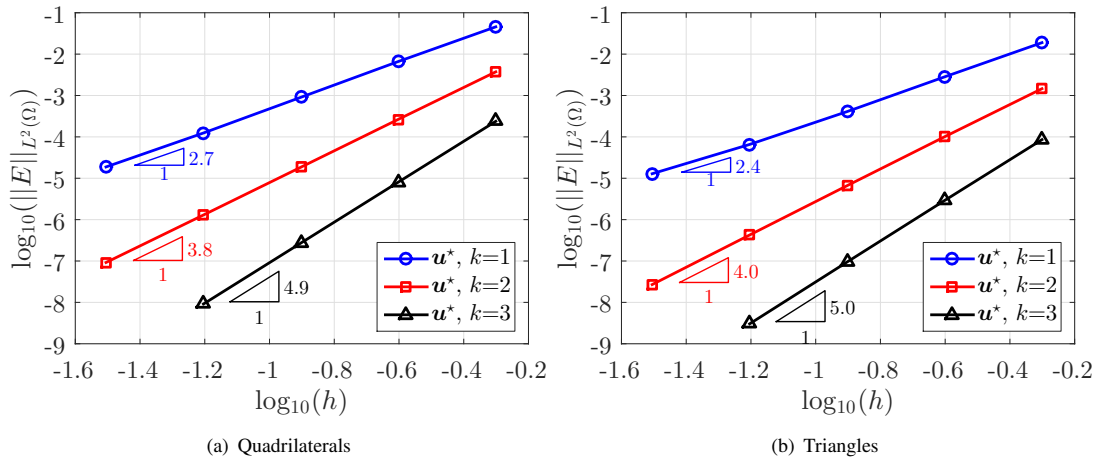 -1
-2
-3
-4
-5
-6
-7
-8
-9
log₁₀(||E||_{L²(Ω)})
2.7
1
3.8
1
4.9
1
u⋆, k=1
u⋆, k=2
u⋆, k=3
-1.6 -1.4 -1.2 -1 -0.8 -0.6 -0.4 -0.2
log₁₀(h)
(a) Quadrilaterals
-1
-2
-3
-4
-5
-6
-7
-8
-9
log₁₀(||E||_{L²(Ω)})
2.4
1
4.0
1
5.0
1
u⋆, k=1
u⋆, k=2
u⋆, k=3
-1.6 -1.4 -1.2 -1 -0.8 -0.6 -0.4 -0.2
log₁₀(h)
(b) Triangles